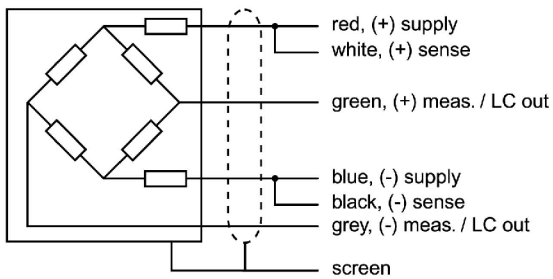 red, (+) supply
white, (+) sense
green, (+) meas. / LC out
blue, (-) supply
black, (-) sense
grey, (-) meas. / LC out
screen